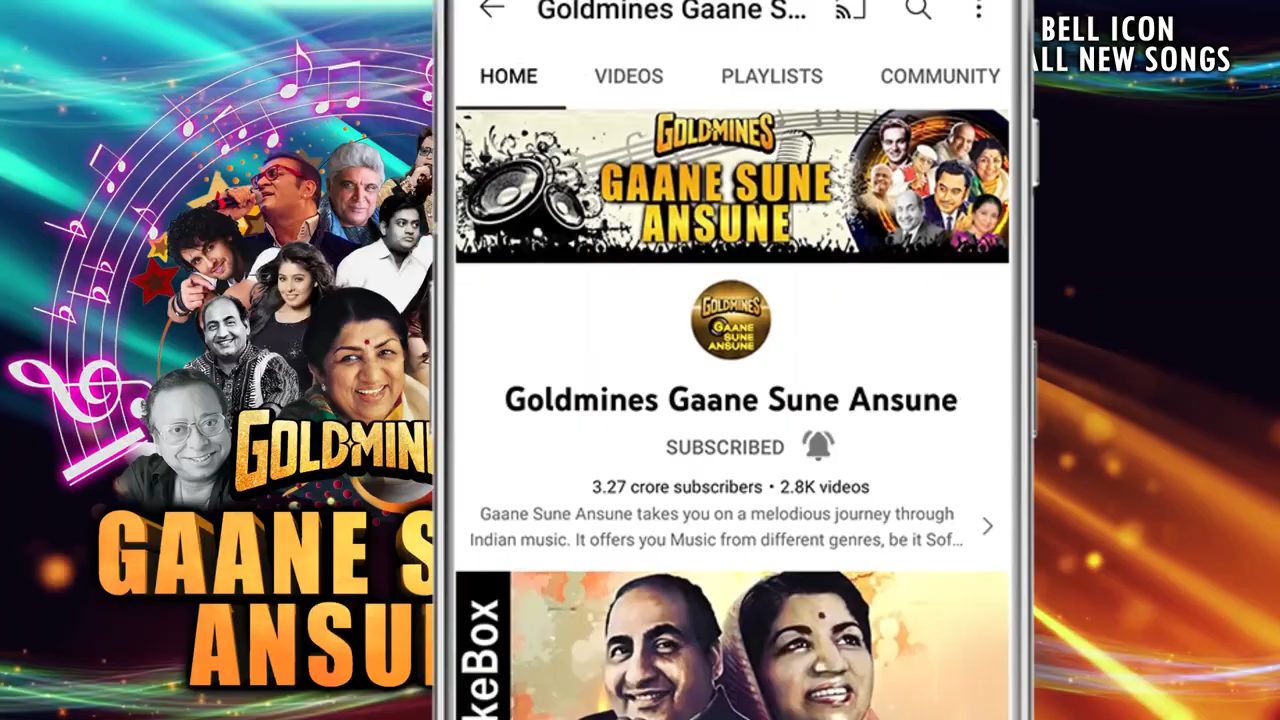 Goldmines Gaane S...
HOME VIDEOS PLAYLISTS COMMUNITY
GOLDMINES
GAANE SUNE
ANSUNE
GOLDMINES
GAANE
SUNE
ANSUNE
Goldmines Gaane Sune Ansune
SUBSCRIBED
3.27 crore subscribers • 2.8K videos
Gaane Sune Ansune takes you on a melodious journey through
Indian music. It offers you Music from different genres, be it Sof...
keBox
GOLDMIN
GAANE S
ANSU
BELL ICON
ALL NEW SONGS